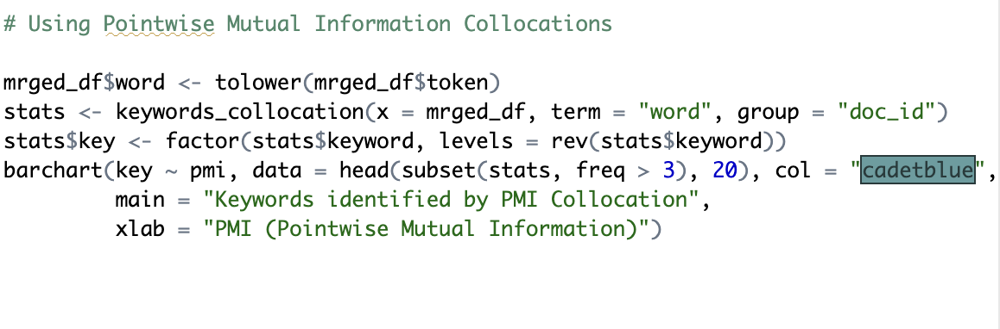 # Using Pointwise Mutual Information Collocations
mrged_df$word <- tolower(mrged_df$token)
stats <- keywords_collocation(x = mrged_df, term = "word", group = "doc_id")
stats$key <- factor(stats$keyword, levels = rev(stats$keyword))
barchart(key ~ pmi, data = head(subset(stats, freq > 3), 20), col = "cadetblue",
         main = "Keywords identified by PMI Collocation",
         xlab = "PMI (Pointwise Mutual Information)")